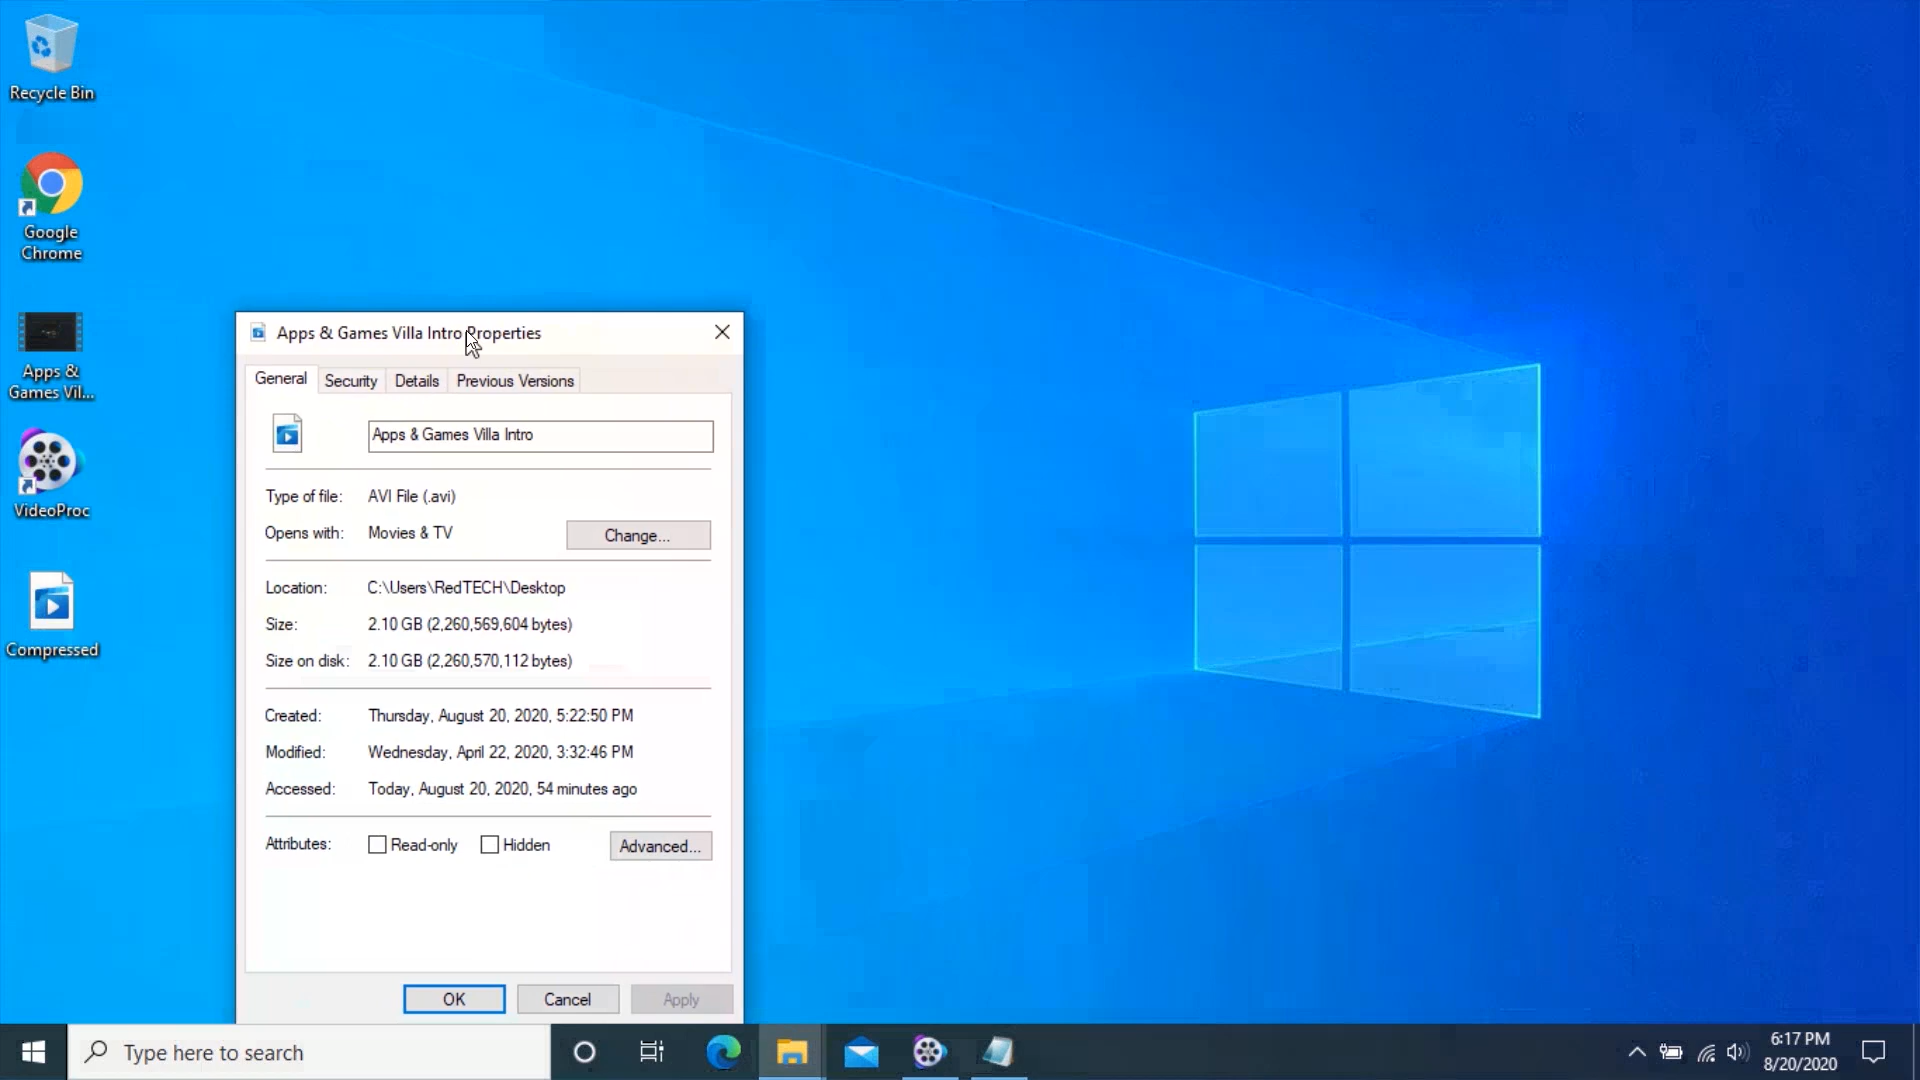 Recycle Bin
Google
Chrome
Apps &
Games Vil...
VideoProc
Compressed
Apps & Games Villa Intro Properties
General Security Details Previous Versions
Apps & Games Villa Intro
Type of file: AVI File (.avi)
Opens with: Movies & TV Change...
Location: C:\Users\RedTECH\Desktop
Size: 2.10 GB (2,260,569,604 bytes)
Size on disk: 2.10 GB (2,260,570,112 bytes)
Created: Thursday, August 20, 2020, 5:22:50 PM
Modified: Wednesday, April 22, 2020, 3:32:46 PM
Accessed: Today, August 20, 2020, 54 minutes ago
Attributes: Read-only Hidden Advanced...
OK Cancel Apply
Type here to search
6:17 PM
8/20/2020